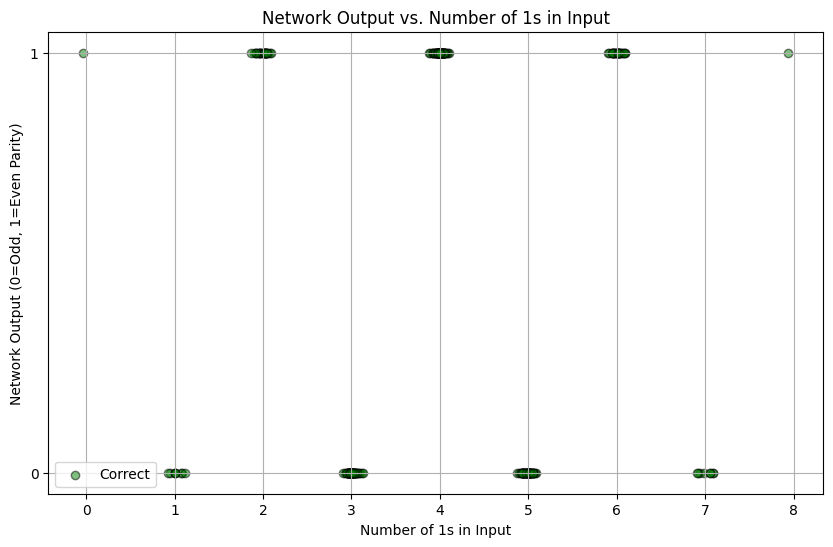 Network Output vs. Number of 1s in Input
Network Output (0=Odd, 1=Even Parity)
1
0
Correct
0 1 2 3 4 5 6 7 8
Number of 1s in Input